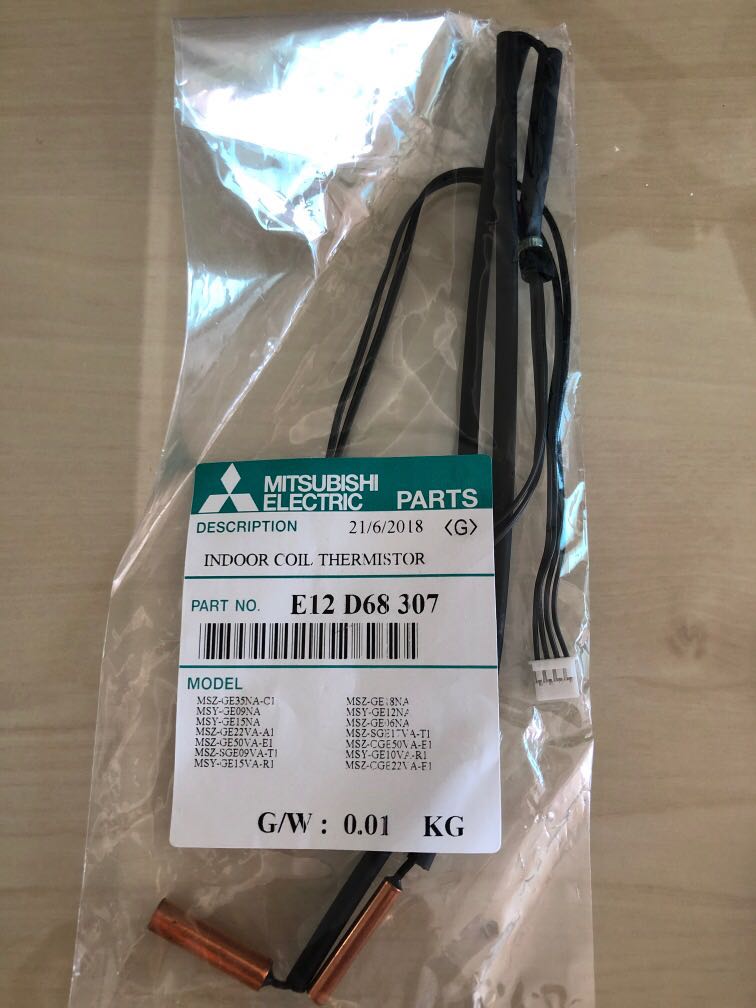 MITSUBISHI
ELECTRIC PARTS
DESCRIPTION 21/6/2018 <G>
INDOOR COIL THERMISTOR
PART NO. E12 D68 307
MODEL
MSZ-GE35NA-C1 MSZ-GE18NA
MSY-GE09NA MSY-GE12NA
MSY-GE15NA MSZ-GE06NA
MSZ-GE22VA-A1 MSZ-SGE17VA-T1
MSZ-GE50VA-E1 MSZ-CGE50VA-E1
MSZ-SGE09VA-T1 MSY-GE10VA-R1
MSY-GE15VA-R1 MSZ-CGE22VA-E1
G/W : 0.01 KG